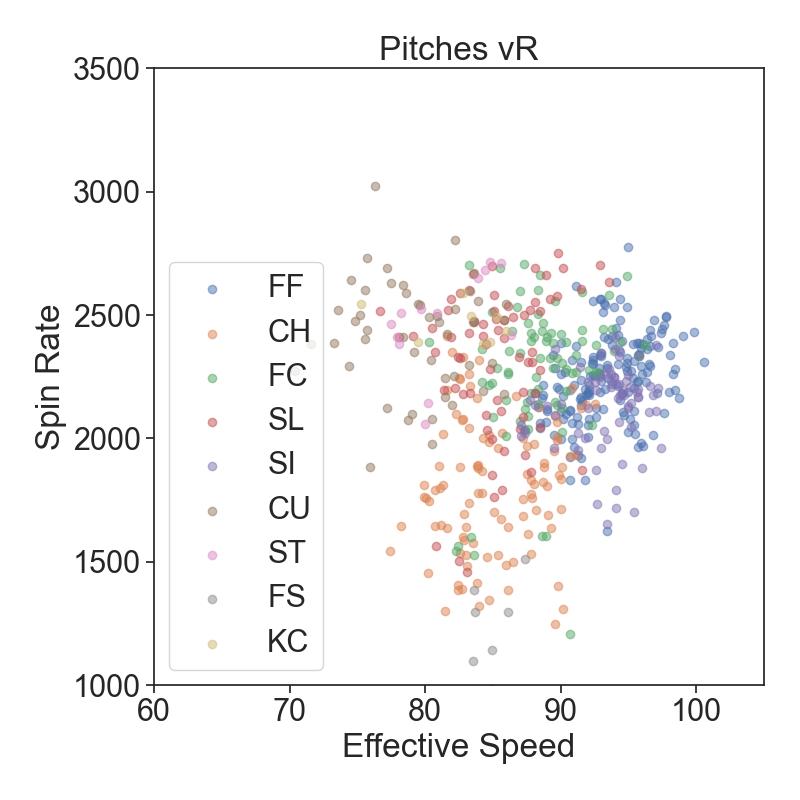 Pitches vR
Spin Rate
3500
3000
2500
2000
1500
1000
FF
CH
FC
SL
SI
CU
ST
FS
KC
60 70 80 90 100
Effective Speed